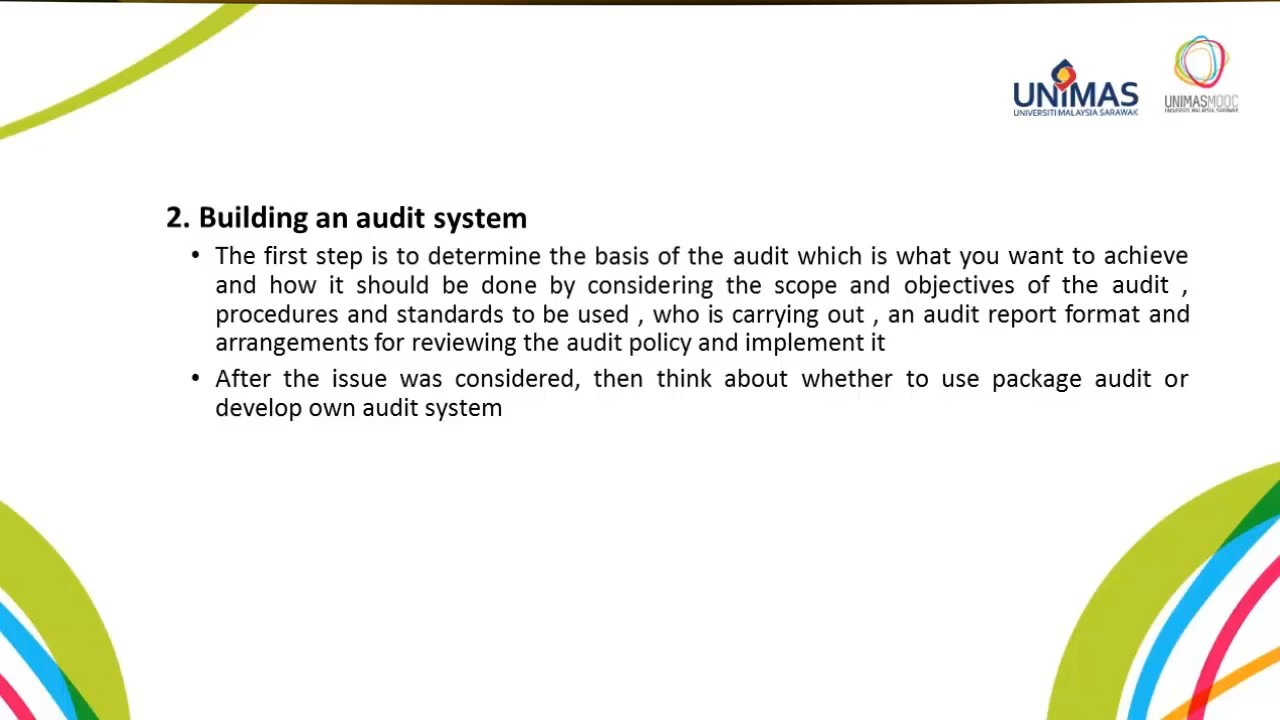 UNIMAS
UNIVERSITI MALAYSIA SARAWAK
UNIMASMOOC
UNIVERSITI MALAYSIA SARAWAK
2. Building an audit system
• The first step is to determine the basis of the audit which is what you want to achieve
and how it should be done by considering the scope and objectives of the audit ,
procedures and standards to be used , who is carrying out , an audit report format and
arrangements for reviewing the audit policy and implement it
• After the issue was considered, then think about whether to use package audit or
develop own audit system